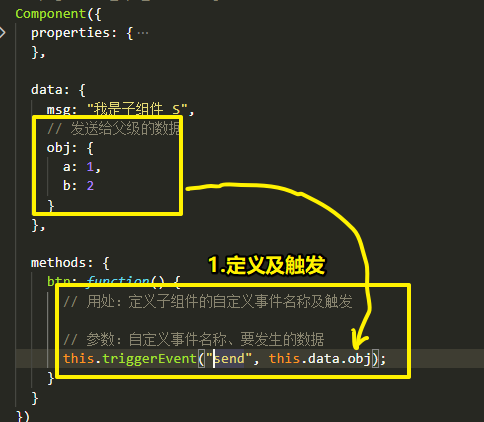 Component({
properties: {…
},
data: {
msg: "我是子组件 S",
// 发送给父级的数据
obj: {
a: 1,
b: 2
}
},
methods: {
1.定义及触发
btn: function() {
// 用处: 定义子组件的自定义事件名称及触发
// 参数: 自定义事件名称、要发生的数据
this.triggerEvent("send", this.data.obj);
}
}
})